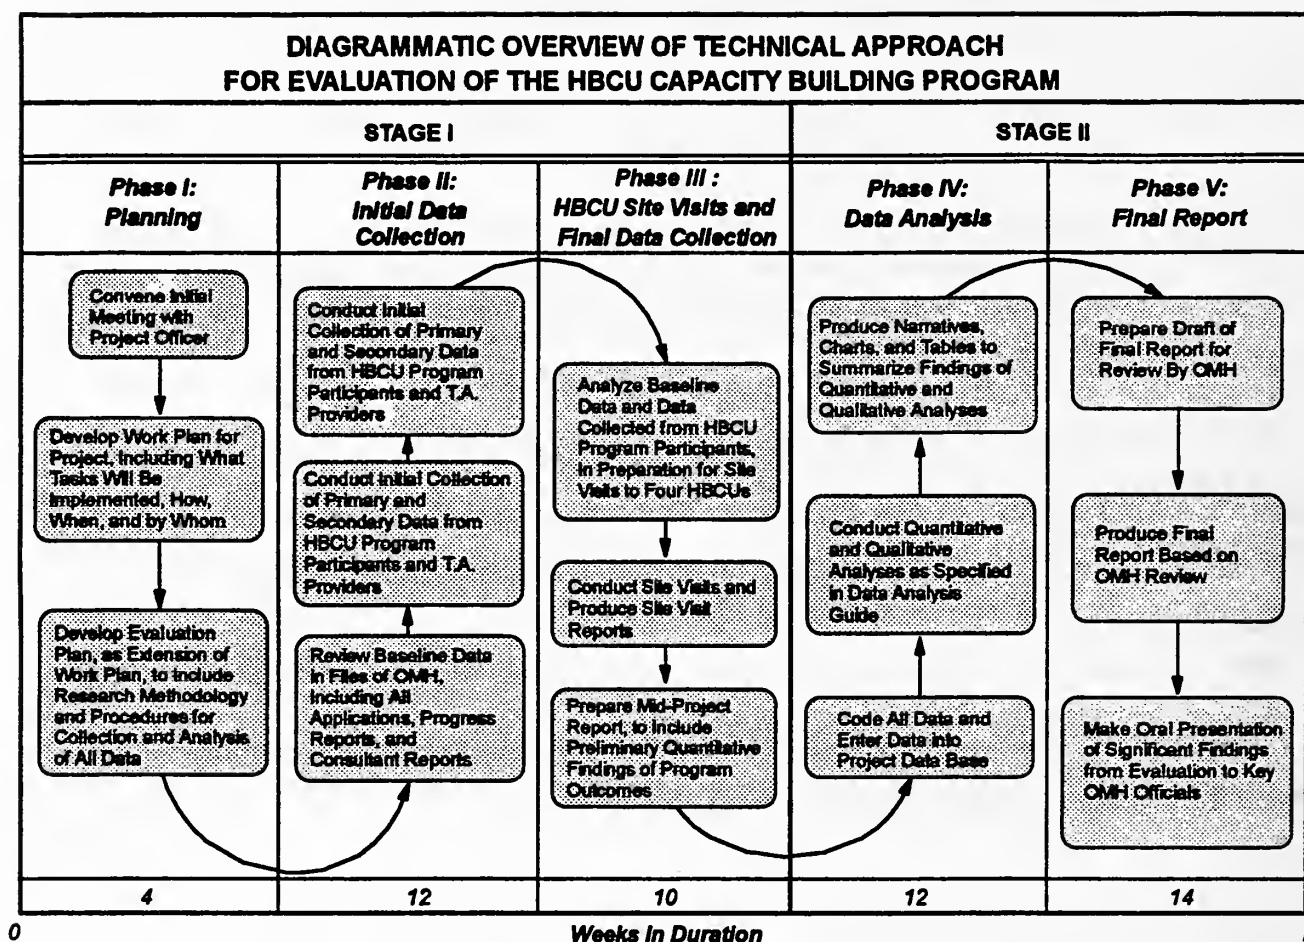 DIAGRAMMATIC OVERVIEW OF TECHNICAL APPROACH
FOR EVALUATION OF THE HBCU CAPACITY BUILDING PROGRAM
STAGE I
STAGE II
Phase I:
Planning
Phase II:
Initial Data
Collection
Phase III :
HBCU Site Visits and
Final Data Collection
Phase IV:
Data Analysis
Phase V:
Final Report
Convene Initial
Meeting with
Project Officer
Develop Work Plan for
Project, Including What
Tasks Will Be
Implemented, How,
When, and by Whom
Develop Evaluation
Plan, as Extension of
Work Plan, to Include
Research Methodology
and Procedures for
Collection and Analysis
of All Data
Conduct Initial
Collection of Primary
and Secondary Data
from HBCU Program
Participants and T.A.
Providers
Conduct Initial Collection
of Primary and
Secondary Data from
HBCU Program
Participants and T.A.
Providers
Review Baseline Data
in Files of OMH,
Including All
Applications, Progress
Reports, and
Consultant Reports
Analyze Baseline
Data and Data
Collected from HBCU
Program Participants,
in Preparation for Site
Visits to Four HBCUs
Conduct Site Visits and
Produce Site Visit
Reports
Prepare Mid-Project
Report, to Include
Preliminary Quantitative
Findings of Program
Outcomes
Produce Narratives,
Charts, and Tables to
Summarize Findings of
Quantitative and
Qualitative Analyses
Conduct Quantitative
and Qualitative
Analyses as Specified
in Data Analysis
Guide
Code All Data and
Enter Data into
Project Data Base
Prepare Draft of
Final Report for
Review By OMH
Produce Final
Report Based on
OMH Review
Make Oral Presentation
of Significant Findings
from Evaluation to Key
OMH Officials
4
12
10
12
14
0
Weeks in Duration